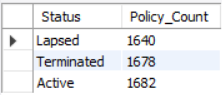 Status Policy_Count
Lapsed 1640
Terminated 1678
Active 1682